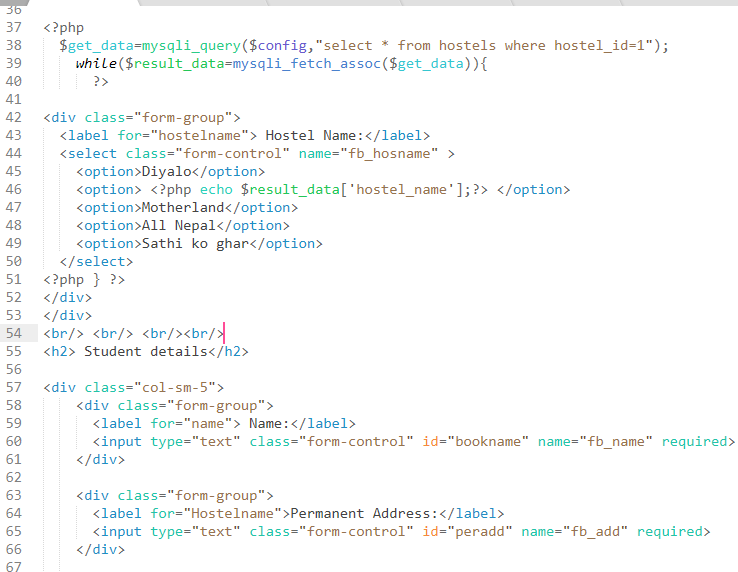 36
37 <?php
38 $get_data=mysqli_query($config,"select * from hostels where hostel_id=1");
39 while($result_data=mysqli_fetch_assoc($get_data)){
40 ?>
41
42 <div class="form-group">
43 <label for="hostelname"> Hostel Name:</label>
44 <select class="form-control" name="fb_hosname" >
45 <option>Diyalo</option>
46 <option> <?php echo $result_data['hostel_name'];?> </option>
47 <option>Motherland</option>
48 <option>All Nepal</option>
49 <option>Sathi ko ghar</option>
50 </select>
51 <?php } ?>
52 </div>
53 </div>
54 <br/> <br/> <br/><br/>
55 <h2> Student details</h2>
56
57 <div class="col-sm-5">
58 <div class="form-group">
59 <label for="name"> Name:</label>
60 <input type="text" class="form-control" id="bookname" name="fb_name" required>
61 </div>
62
63 <div class="form-group">
64 <label for="Hostelname">Permanent Address:</label>
65 <input type="text" class="form-control" id="peradd" name="fb_add" required>
66 </div>
67